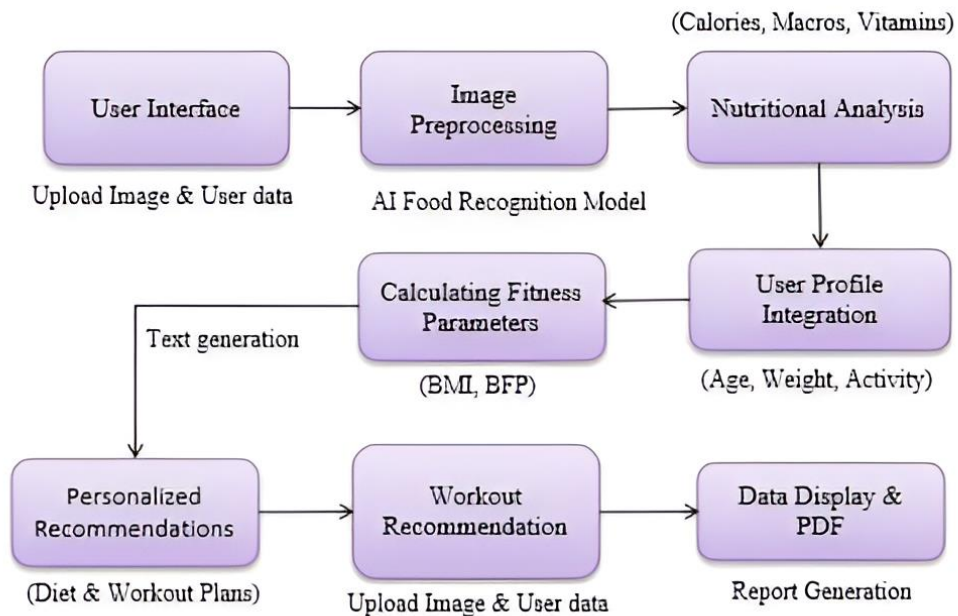 (Calories, Macros, Vitamins)
User Interface
Image
Preprocessing
Nutritional Analysis
Upload Image & User data
AI Food Recognition Model
Calculating Fitness
Parameters
User Profile
Integration
Text generation
(BMI, BFP)
(Age, Weight, Activity)
Personalized
Recommendations
Workout
Recommendation
Data Display &
PDF
(Diet & Workout Plans)
Upload Image & User data
Report Generation